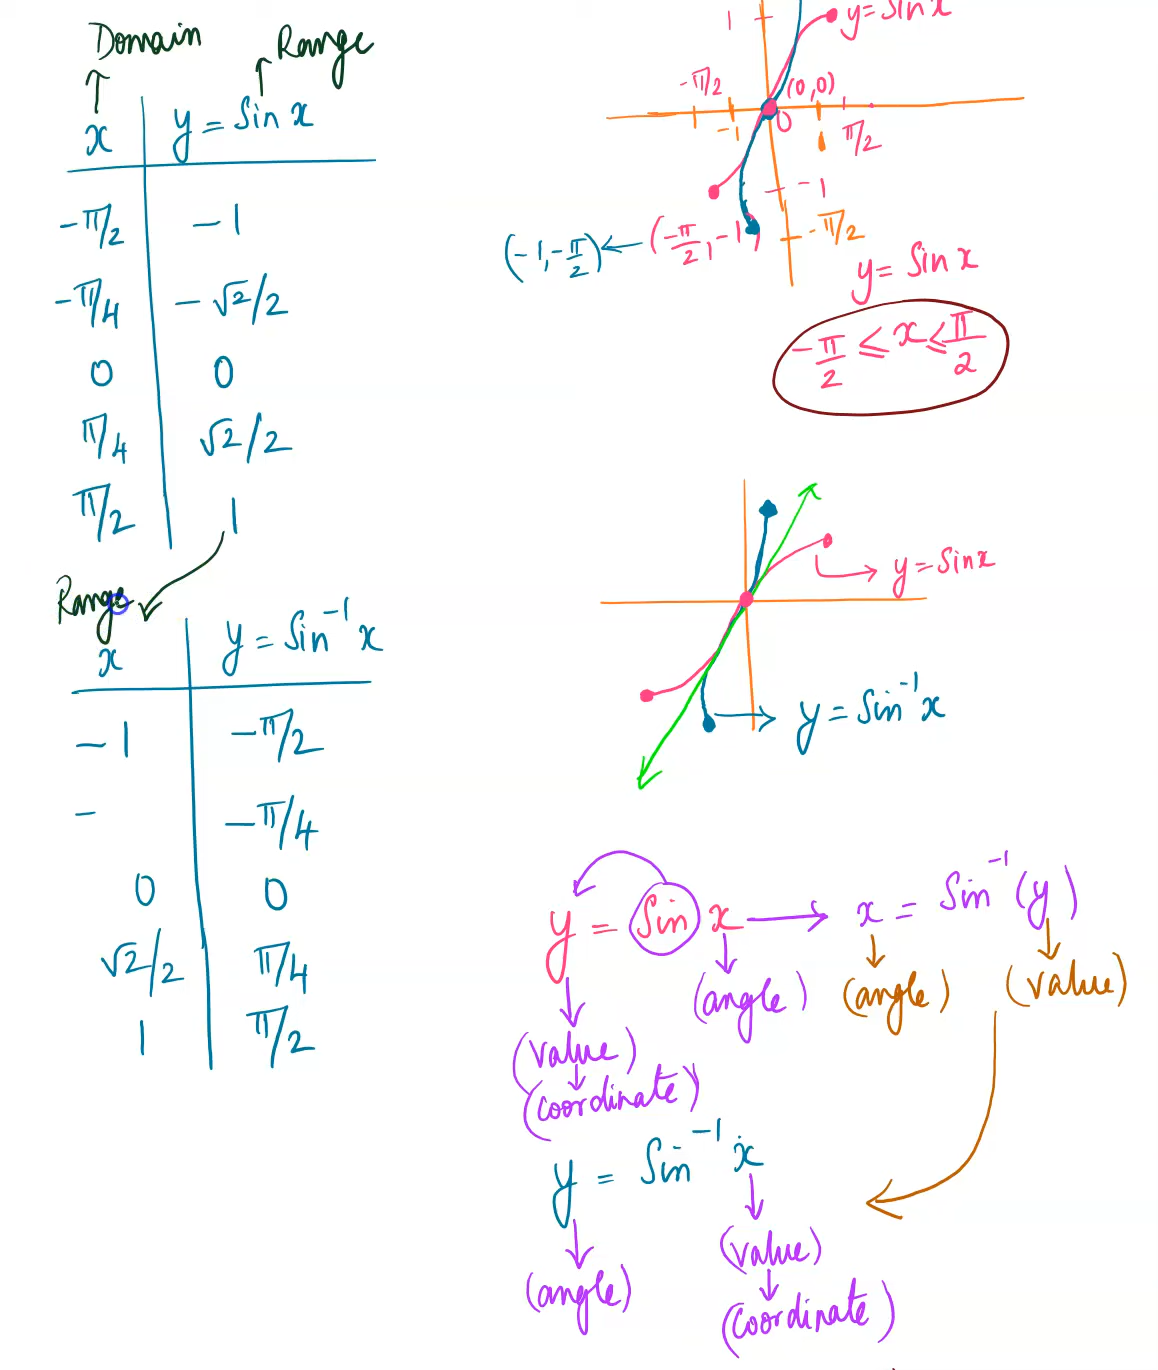 Domain
Range
x y = sin x
-π/2 -1
-π/4 -√2/2
0 0
π/4 √2/2
π/2 1
Range
x y = sin⁻¹ x
-1 -π/2
- -π/4
0 0
√2/2 π/4
1 π/2
1 y = sin x
-π/2 (0,0)
-1 0 π/2
-1
(-1, -π/2) ← (-π/2, -1) -π/2
y = sin x
-π/2 ≤ x ≤ π/2
y = sin x
y = sin⁻¹ x
y = sin x → x = sin⁻¹ (y)
(angle) (angle) (value)
(value)
(coordinate)
y = sin⁻¹ x
(value)
(angle)
(coordinate)